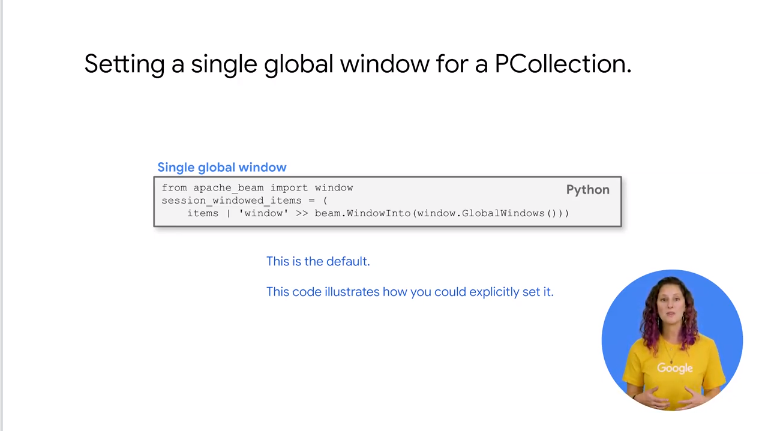 Setting a single global window for a PCollection.
Single global window
from apache_beam import window
Python
session_windowed_items = (
items | 'window' >> beam.WindowInto(window.GlobalWindows()))
This is the default.
This code illustrates how you could explicitly set it.
Google